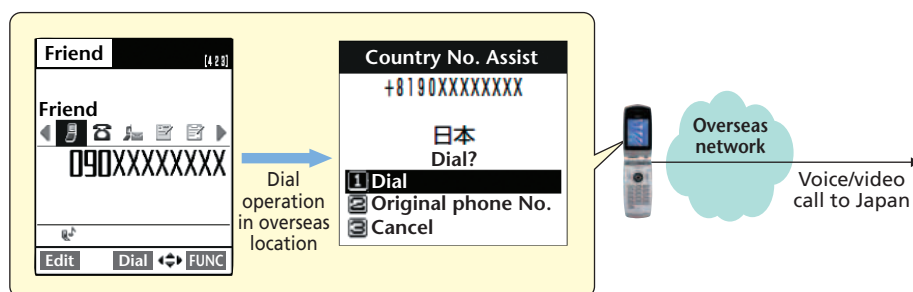 Friend
[428]
Friend
090XXXXXXXX
Edit
Dial
FUNC
Dial
operation
in overseas
location
Country No. Assist
+8190XXXXXXXX
日本
Dial?
1 Dial
2 Original phone No.
3 Cancel
Overseas
network
Voice/video
call to Japan